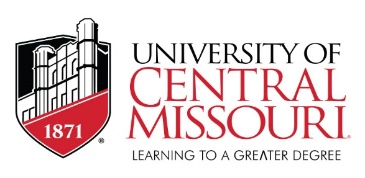 1871
®
UNIVERSITY OF
CENTRAL
MISSOURI®
LEARNING TO A GREATER DEGREE